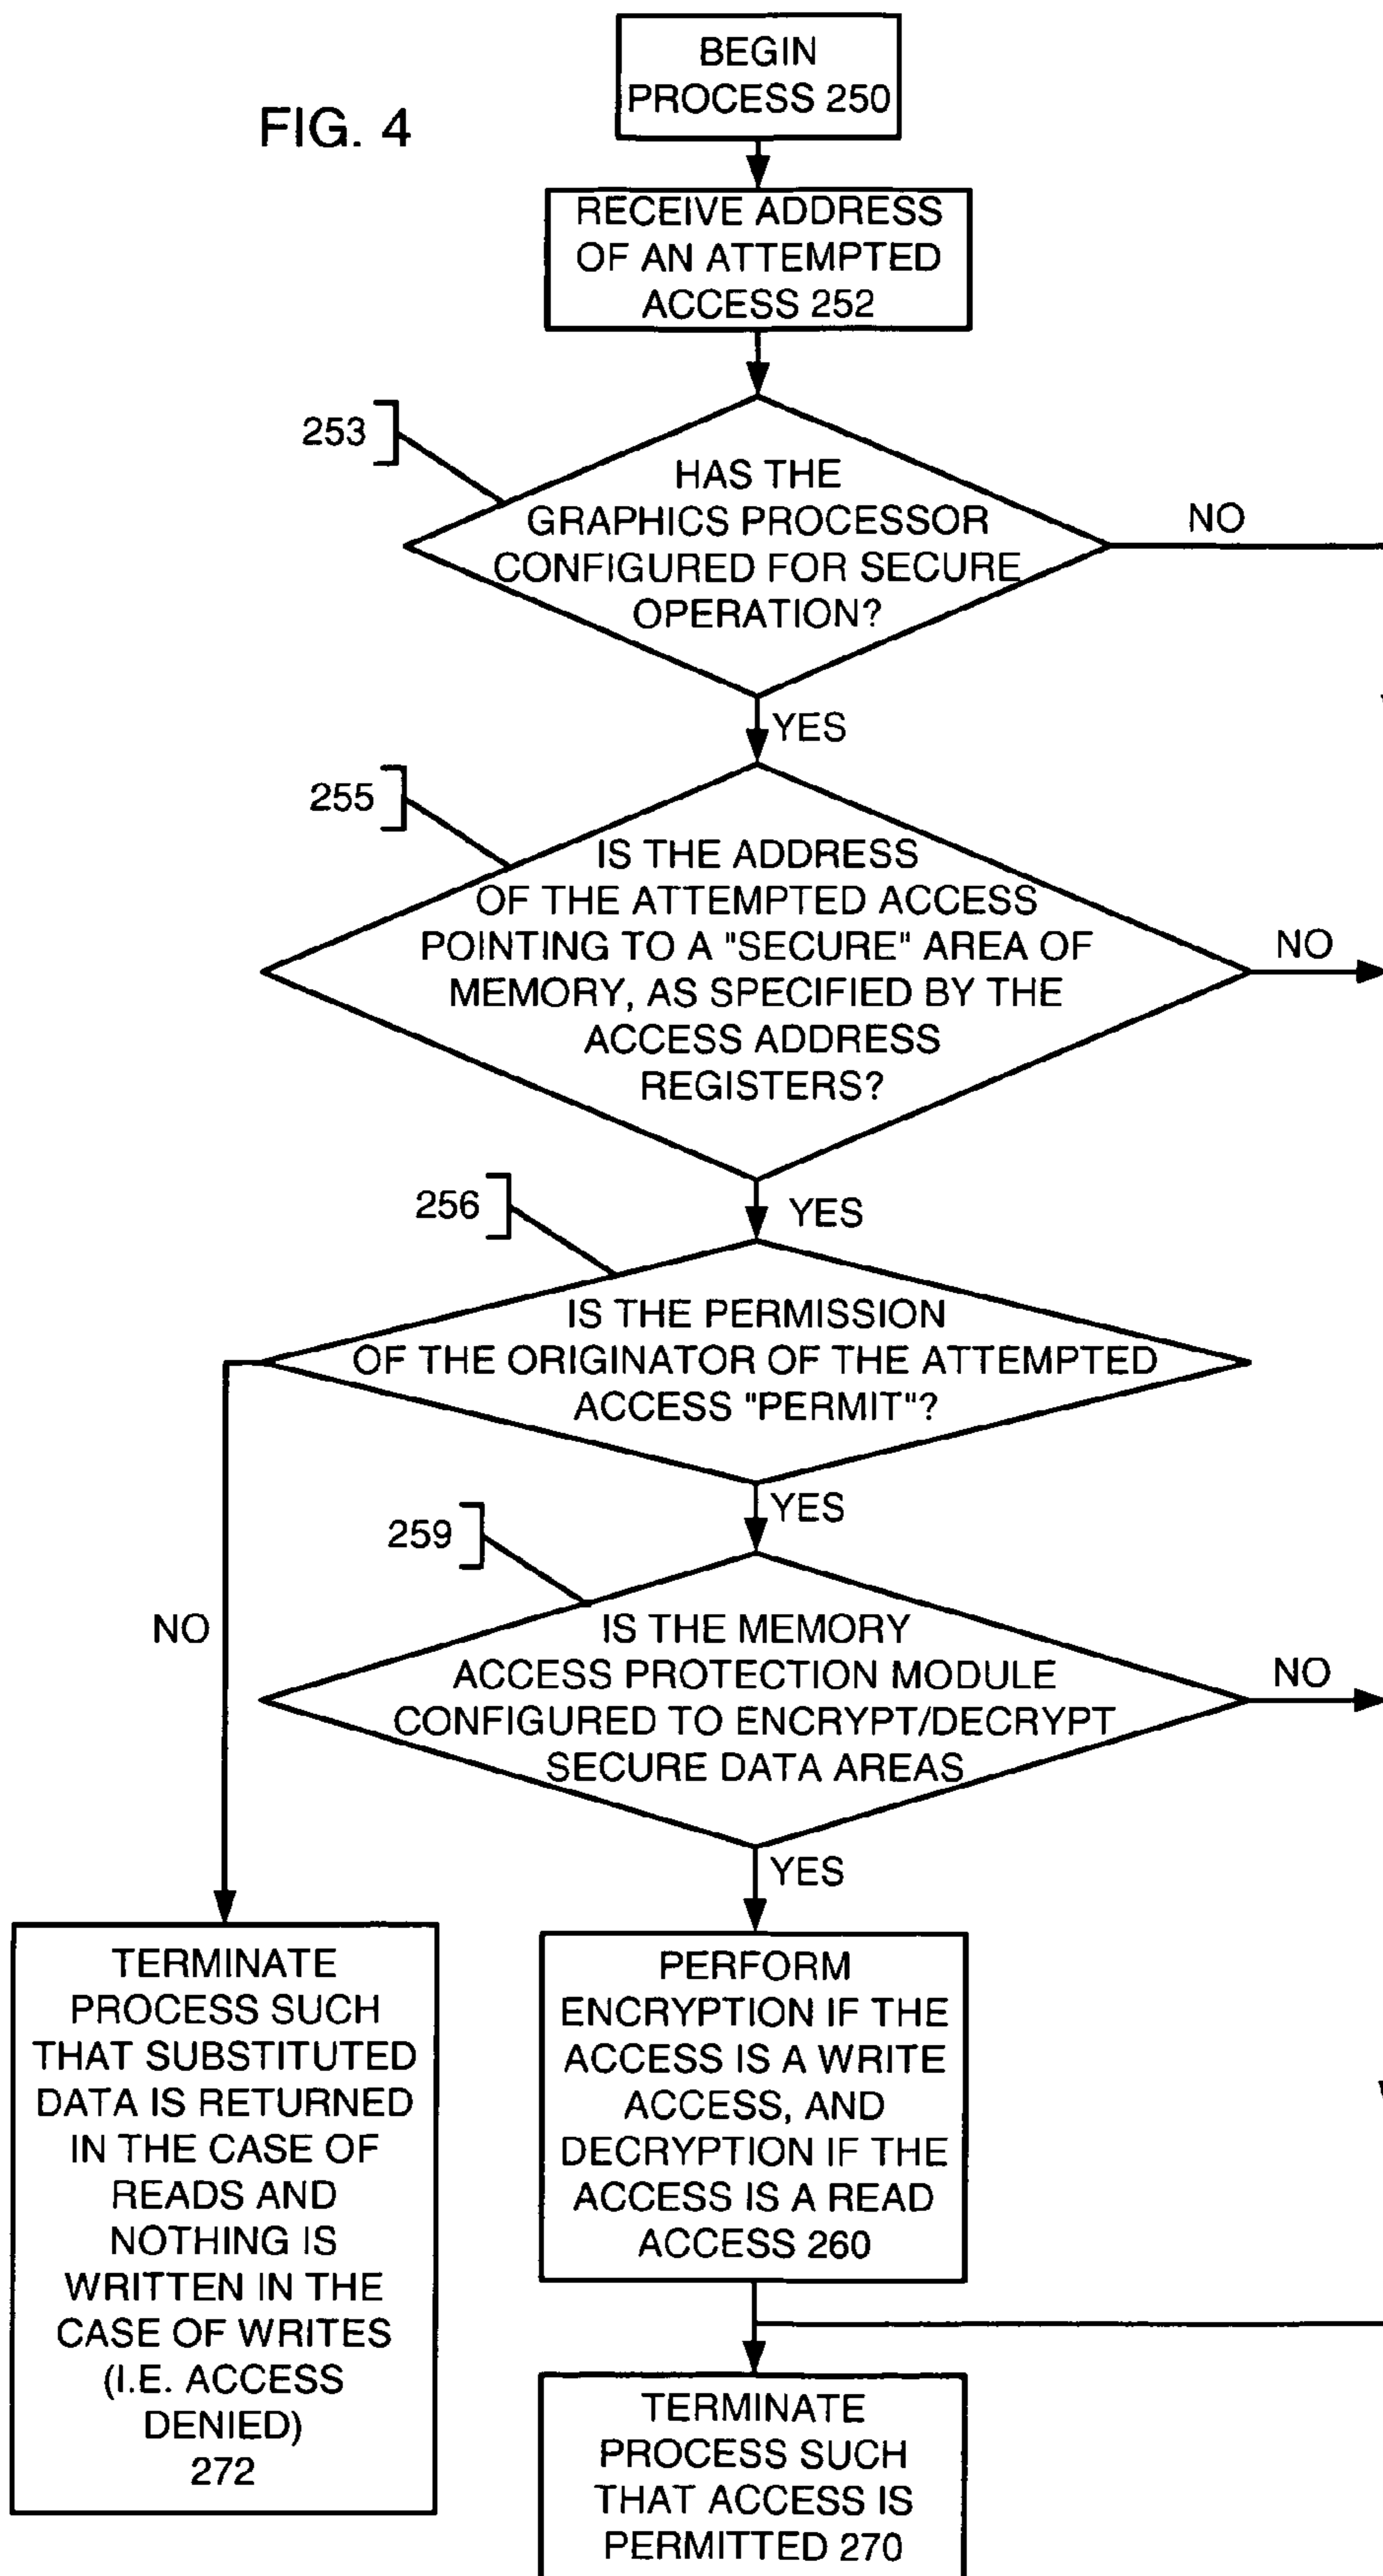 FIG. 4
BEGIN
PROCESS 250
RECEIVE ADDRESS
OF AN ATTEMPTED
ACCESS 252
253
HAS THE
GRAPHICS PROCESSOR
CONFIGURED FOR SECURE
OPERATION?
NO
YES
255
IS THE ADDRESS
OF THE ATTEMPTED ACCESS
POINTING TO A "SECURE" AREA OF
MEMORY, AS SPECIFIED BY THE
ACCESS ADDRESS
REGISTERS?
NO
YES
256
IS THE PERMISSION
OF THE ORIGINATOR OF THE ATTEMPTED
ACCESS "PERMIT"?
NO
YES
259
IS THE MEMORY
ACCESS PROTECTION MODULE
CONFIGURED TO ENCRYPT/DECRYPT
SECURE DATA AREAS
NO
YES
TERMINATE
PROCESS SUCH
THAT SUBSTITUTED
DATA IS RETURNED
IN THE CASE OF
READS AND
NOTHING IS
WRITTEN IN THE
CASE OF WRITES
(I.E. ACCESS
DENIED)
272
PERFORM
ENCRYPTION IF THE
ACCESS IS A WRITE
ACCESS, AND
DECRYPTION IF THE
ACCESS IS A READ
ACCESS 260
TERMINATE
PROCESS SUCH
THAT ACCESS IS
PERMITTED 270